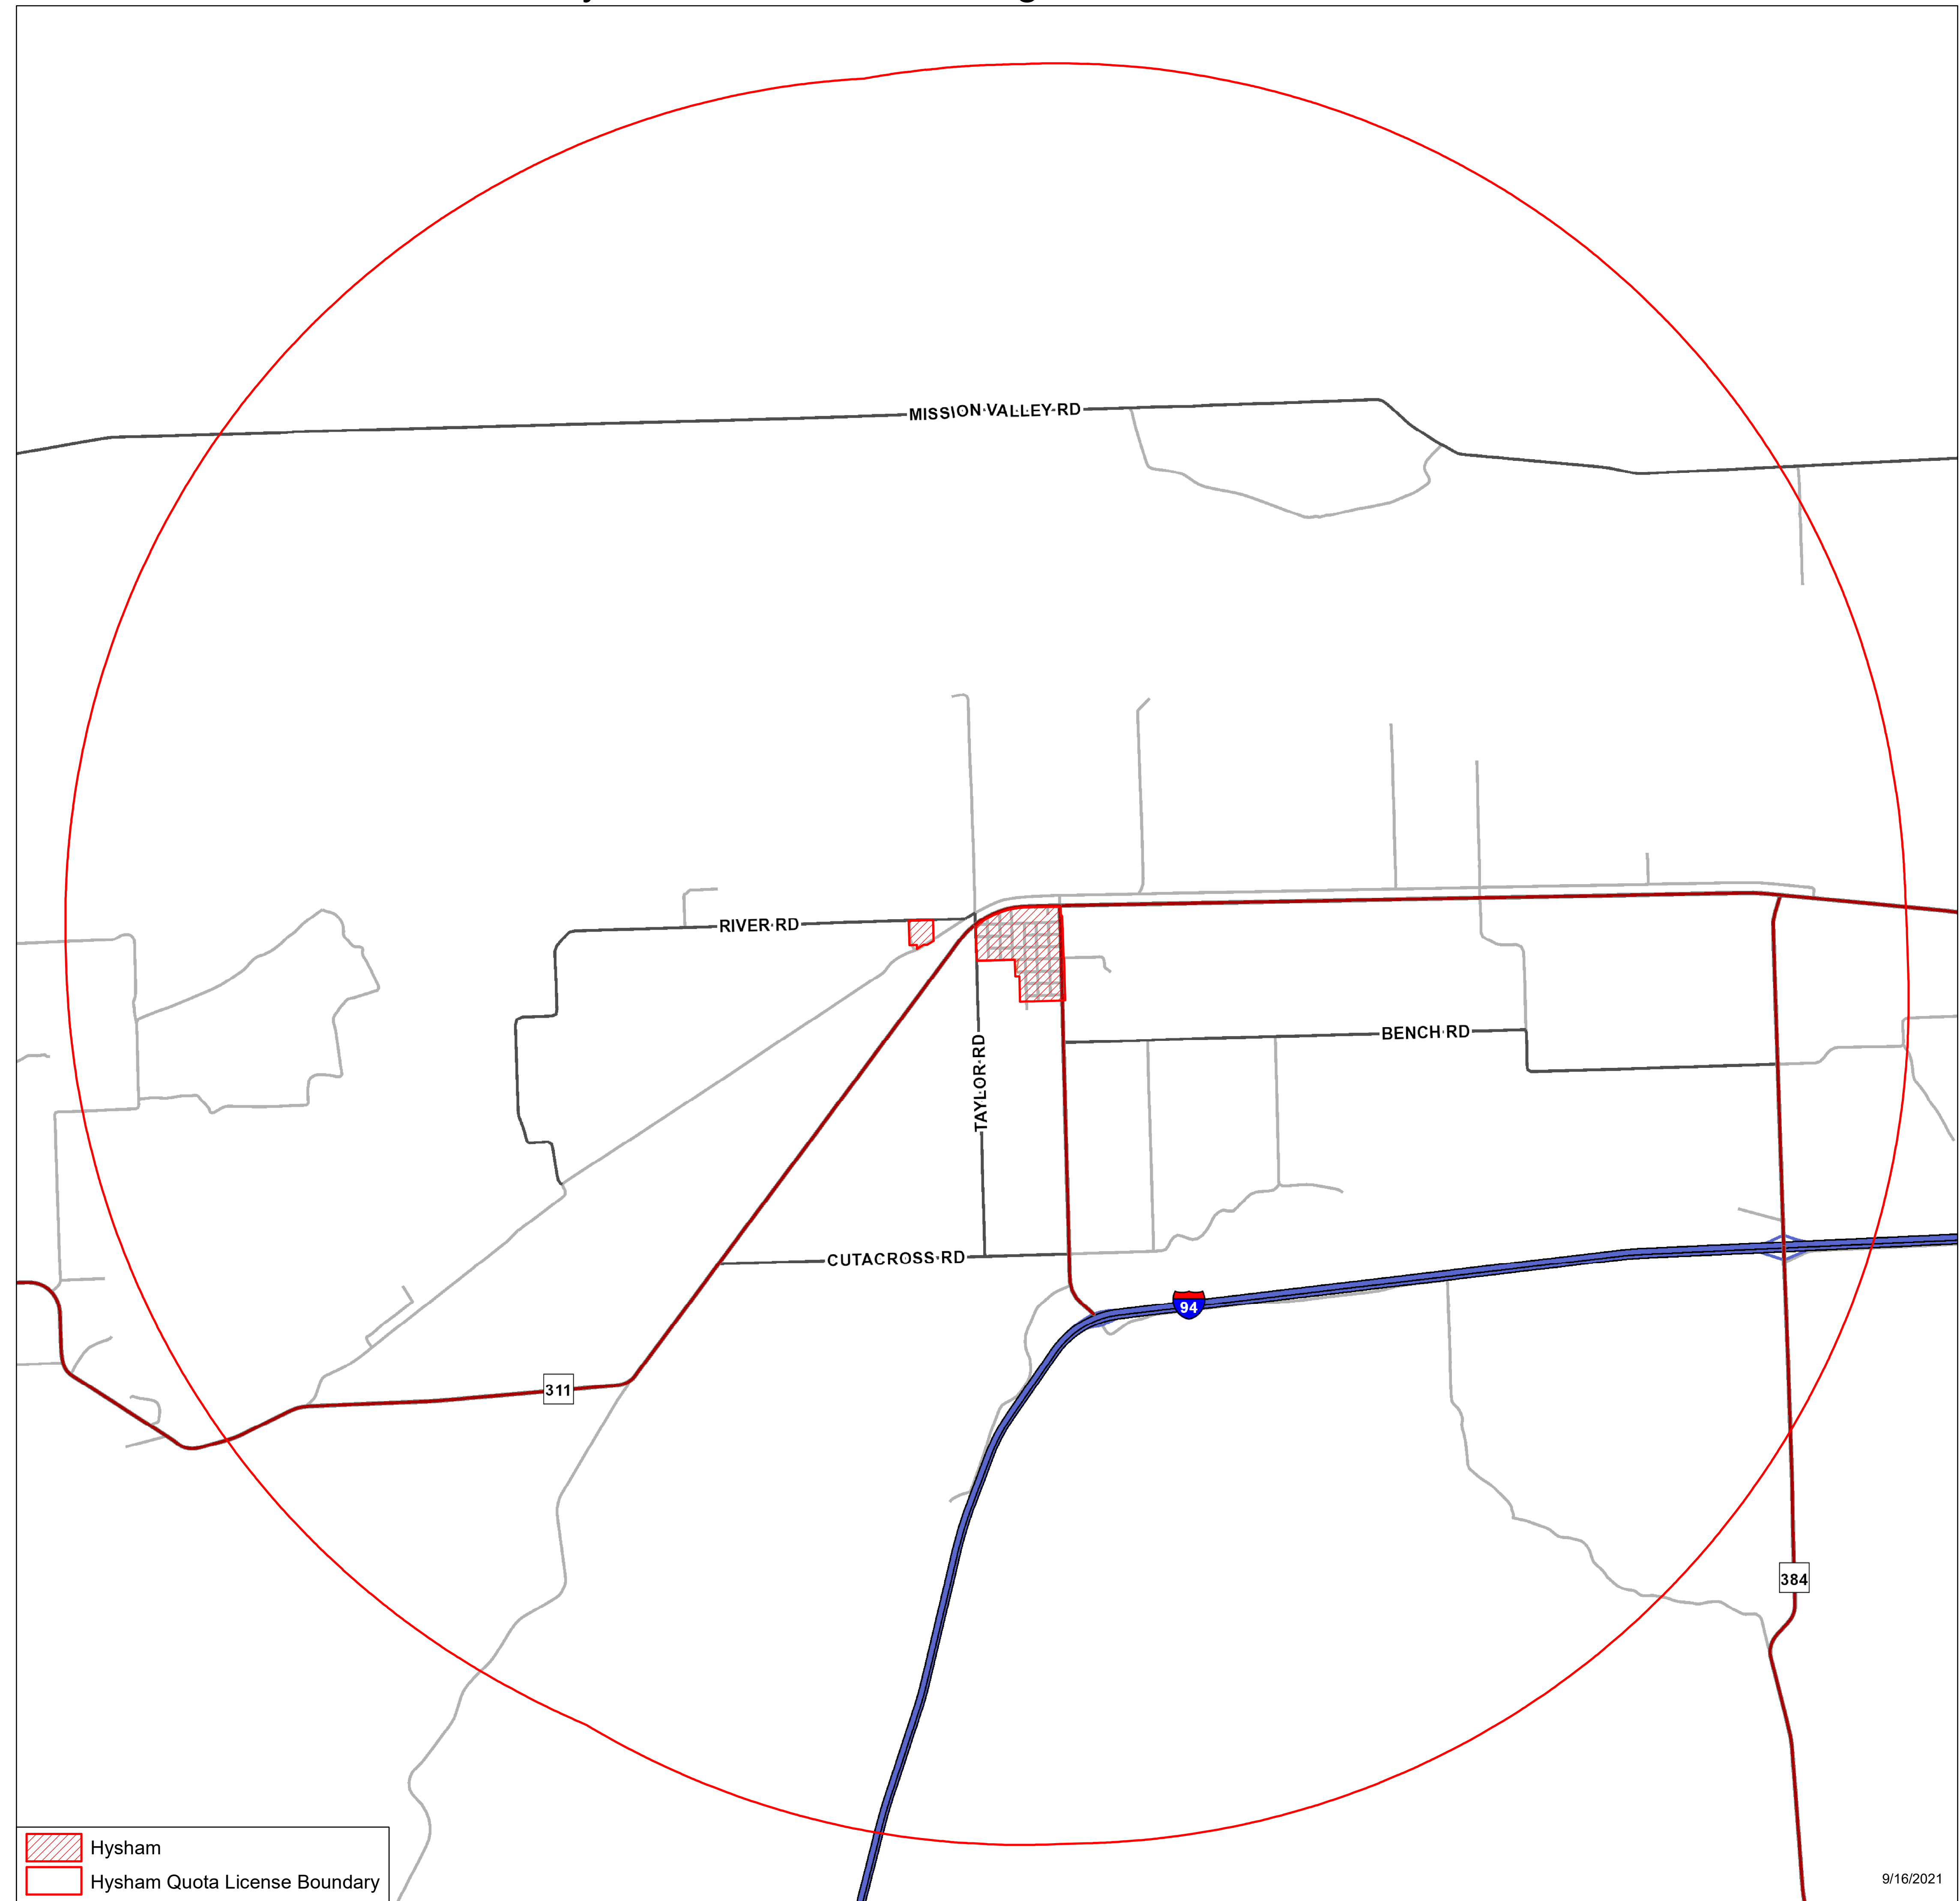 MISSION VALLEY RD
RIVER RD
TAYLOR RD
BENCH RD
CUTACROSS RD
94
311
384
Hysham
Hysham Quota License Boundary
9/16/2021